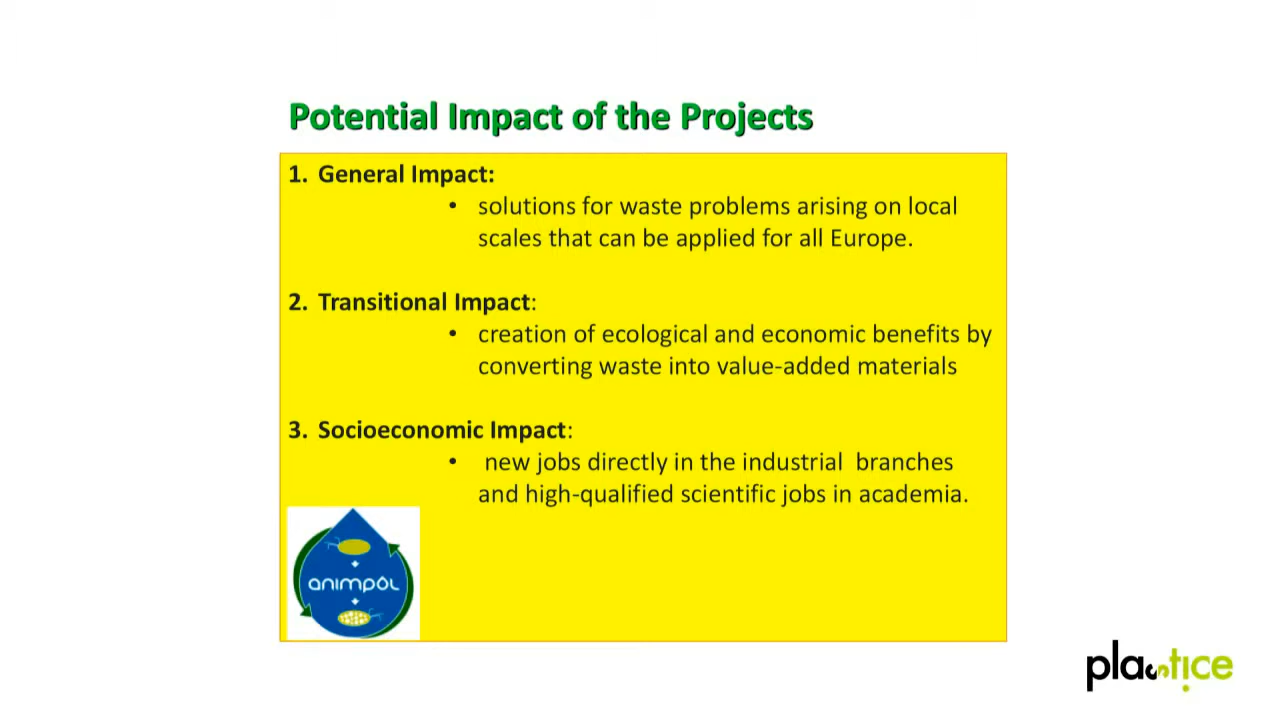 Potential Impact of the Projects
1. General Impact:
• solutions for waste problems arising on local
scales that can be applied for all Europe.
2. Transitional Impact:
• creation of ecological and economic benefits by
converting waste into value-added materials
3. Socioeconomic Impact:
• new jobs directly in the industrial branches
and high-qualified scientific jobs in academia.
animpol
plastice